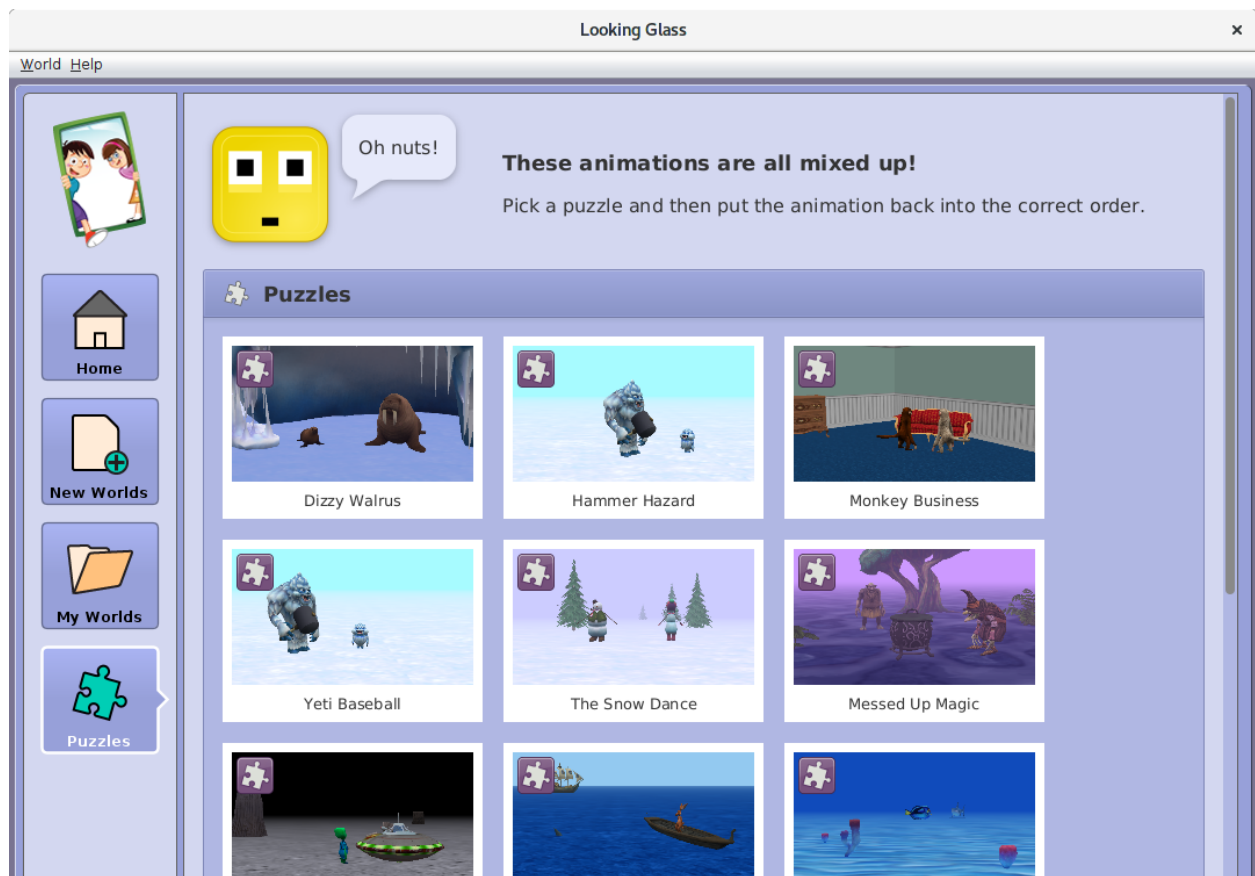 Looking Glass
×
World Help
Oh nuts!
These animations are all mixed up!
Pick a puzzle and then put the animation back into the correct order.
Home
New Worlds
My Worlds
Puzzles
Puzzles
Dizzy Walrus
Hammer Hazard
Monkey Business
Yeti Baseball
The Snow Dance
Messed Up Magic